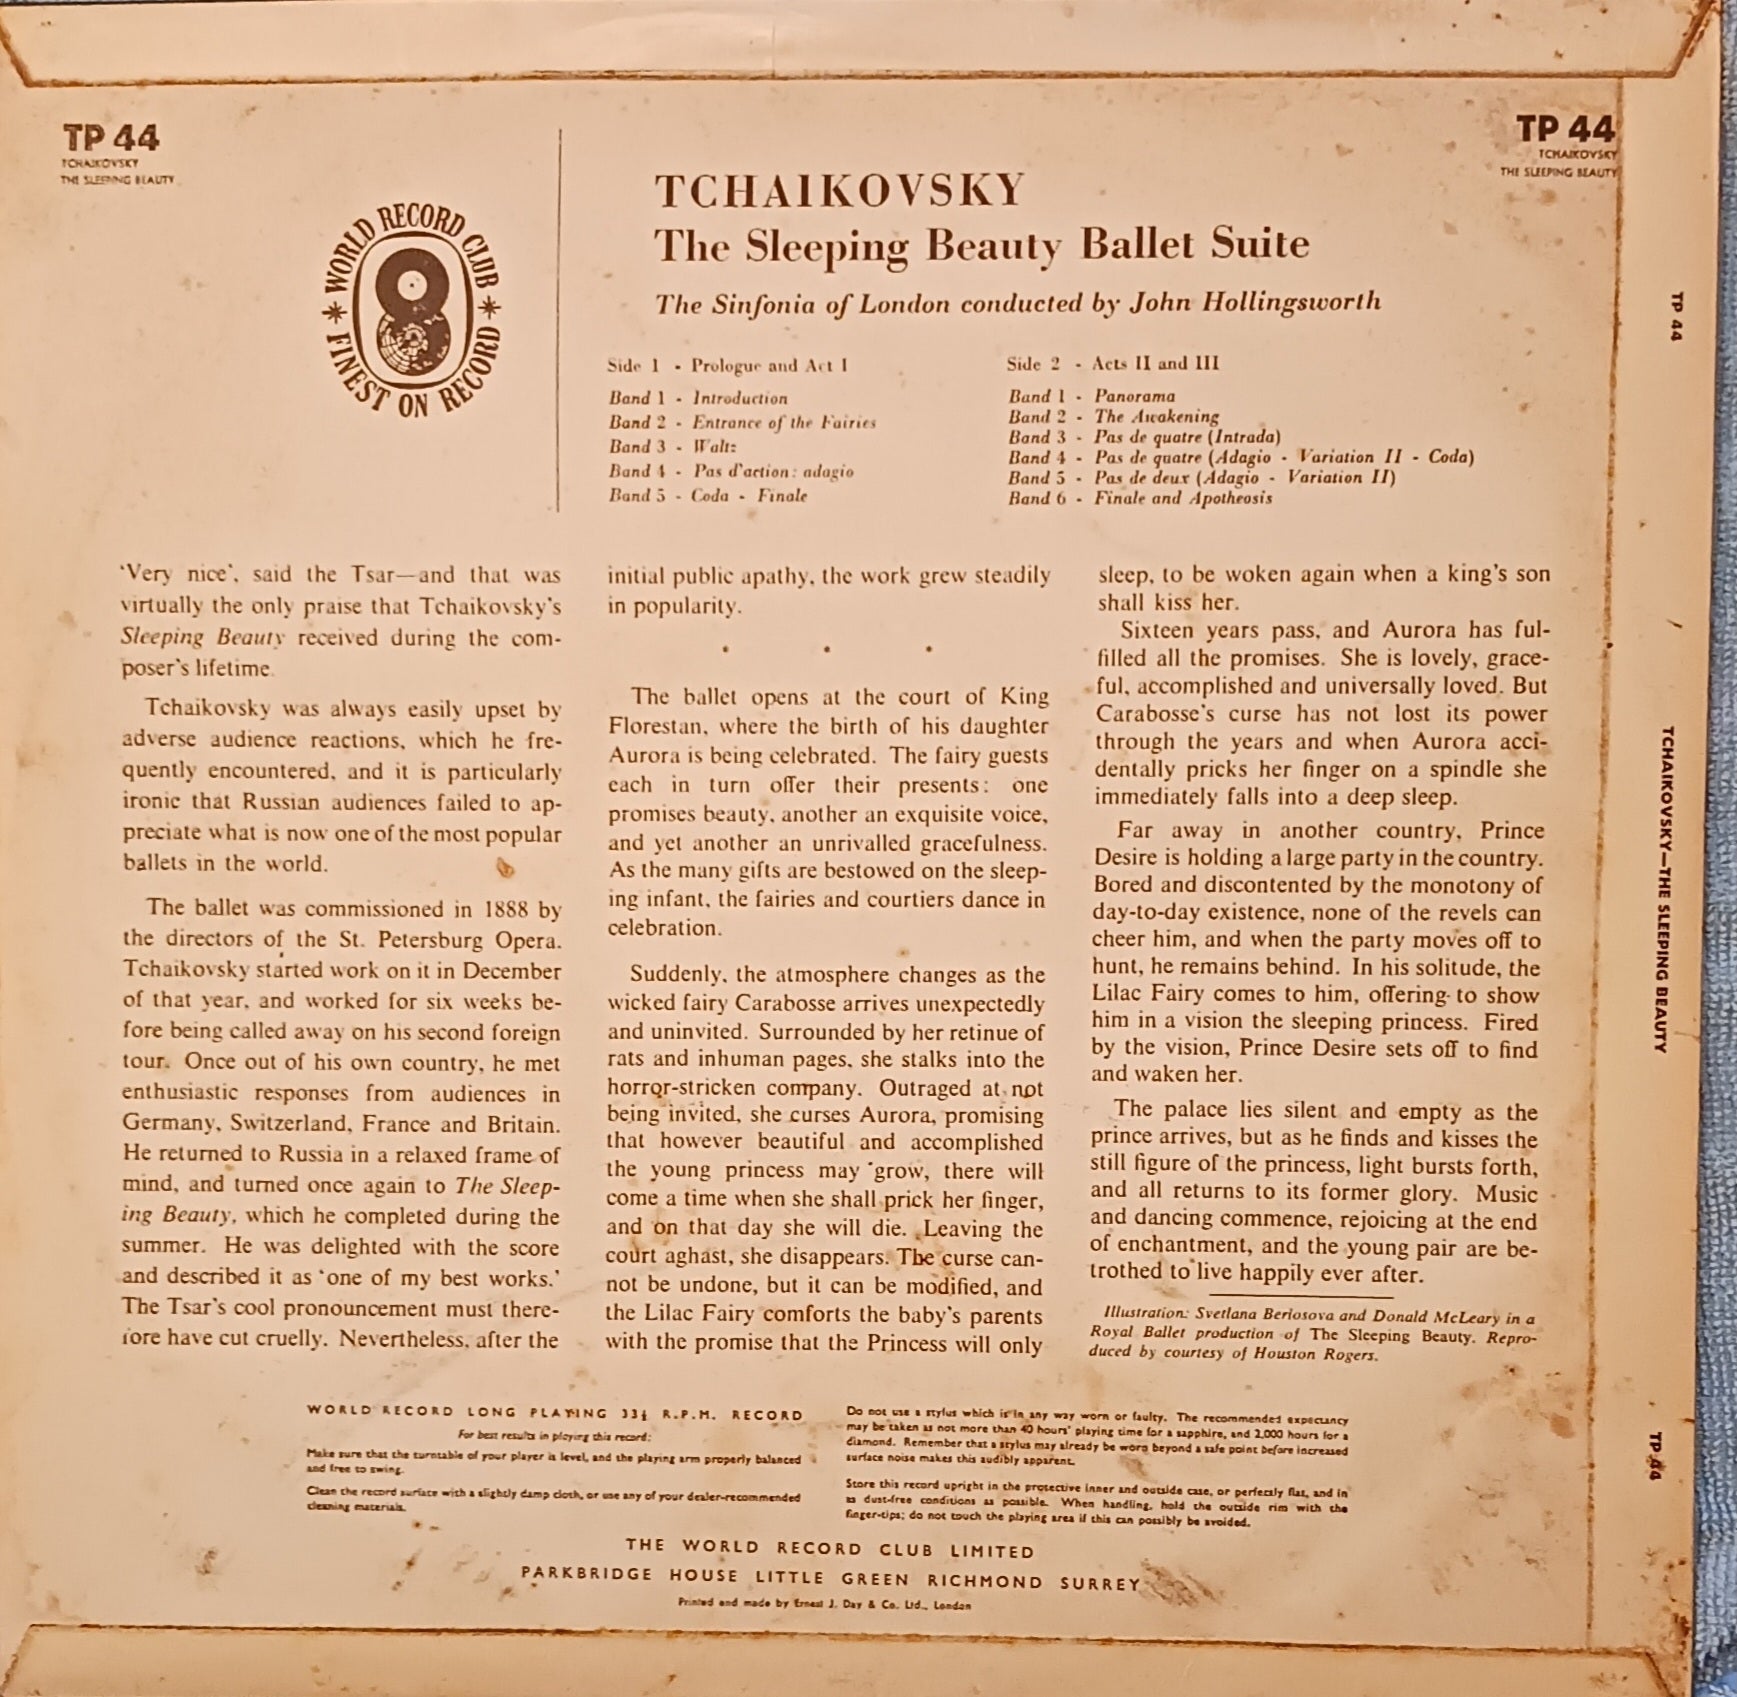 TP 44
TCHAIKOVSKY
THE SLEEPING BEAUTY
TP 44
TCHAIKOVSKY
THE SLEEPING BEAUTY
WORLD RECORD CLUB
FINEST ON RECORD
TCHAIKOVSKY
The Sleeping Beauty Ballet Suite
The Sinfonia of London conducted by John Hollingsworth
Side 1 - Prologue and Act I
Band 1 - Introduction
Band 2 - Entrance of the Fairies
Band 3 - Waltz
Band 4 - Pas d'action: adagio
Band 5 - Coda - Finale
Side 2 - Acts II and III
Band 1 - Panorama
Band 2 - The Awakening
Band 3 - Pas de quatre (Intrada)
Band 4 - Pas de quatre (Adagio - Variation II - Coda)
Band 5 - Pas de deux (Adagio - Variation II)
Band 6 - Finale and Apotheosis
'Very nice', said the Tsar—and that was
virtually the only praise that Tchaikovsky's
Sleeping Beauty received during the com-
poser's lifetime.
Tchaikovsky was always easily upset by
adverse audience reactions, which he fre-
quently encountered, and it is particularly
ironic that Russian audiences failed to ap-
preciate what is now one of the most popular
ballets in the world.
The ballet was commissioned in 1888 by
the directors of the St. Petersburg Opera.
Tchaikovsky started work on it in December
of that year, and worked for six weeks be-
fore being called away on his second foreign
tour. Once out of his own country, he met
enthusiastic responses from audiences in
Germany, Switzerland, France and Britain.
He returned to Russia in a relaxed frame of
mind, and turned once again to The Sleep-
ing Beauty, which he completed during the
summer. He was delighted with the score
and described it as 'one of my best works.'
The Tsar's cool pronouncement must there-
fore have cut cruelly. Nevertheless, after the
initial public apathy, the work grew steadily
in popularity.
. . .
The ballet opens at the court of King
Florestan, where the birth of his daughter
Aurora is being celebrated. The fairy guests
each in turn offer their presents: one
promises beauty, another an exquisite voice,
and yet another an unrivalled gracefulness.
As the many gifts are bestowed on the sleep-
ing infant, the fairies and courtiers dance in
celebration.
Suddenly, the atmosphere changes as the
wicked fairy Carabosse arrives unexpectedly
and uninvited. Surrounded by her retinue of
rats and inhuman pages, she stalks into the
horror-stricken company. Outraged at not
being invited, she curses Aurora, promising
that however beautiful and accomplished
the young princess may grow, there will
come a time when she shall prick her finger,
and on that day she will die. Leaving the
court aghast, she disappears. The curse can-
not be undone, but it can be modified, and
the Lilac Fairy comforts the baby's parents
with the promise that the Princess will only
sleep, to be woken again when a king's son
shall kiss her.
Sixteen years pass, and Aurora has ful-
filled all the promises. She is lovely, grace-
ful, accomplished and universally loved. But
Carabosse's curse has not lost its power
through the years and when Aurora acci-
dentally pricks her finger on a spindle she
immediately falls into a deep sleep.
Far away in another country, Prince
Desire is holding a large party in the country.
Bored and discontented by the monotony of
day-to-day existence, none of the revels can
cheer him, and when the party moves off to
hunt, he remains behind. In his solitude, the
Lilac Fairy comes to him, offering to show
him in a vision the sleeping princess. Fired
by the vision, Prince Desire sets off to find
and waken her.
The palace lies silent and empty as the
prince arrives, but as he finds and kisses the
still figure of the princess, light bursts forth,
and all returns to its former glory. Music
and dancing commence, rejoicing at the end
of enchantment, and the young pair are be-
trothed to live happily ever after.
Illustration: Svetlana Beriosova and Donald McLeary in a
Royal Ballet production of The Sleeping Beauty. Repro-
duced by courtesy of Houston Rogers.
WORLD RECORD LONG PLAYING 33⅓ R.P.M. RECORD
For best results in playing this record:
Make sure that the turntable of your player is level, and the playing arm properly balanced
and free to swing.
Clean the record surface with a slightly damp cloth, or use any of your dealer-recommended
cleaning materials.
Do not use a stylus which is in any way worn or faulty. The recommended expectancy
may be taken as not more than 40 hours' playing time for a sapphire, and 2,000 hours for a
diamond. Remember that a stylus may already be worn beyond a safe point before increased
surface noise makes this audibly apparent.
Store this record upright in the protective inner and outside case, or perfectly flat, and in
as dust-free conditions as possible. When handling, hold the outside rim with the
finger-tips; do not touch the playing area if this can possibly be avoided.
THE WORLD RECORD CLUB LIMITED
PARKBRIDGE HOUSE LITTLE GREEN RICHMOND SURREY
Printed and made by Ernest J. Day & Co. Ltd., London
TP 44
TCHAIKOVSKY—THE SLEEPING BEAUTY
TP 44